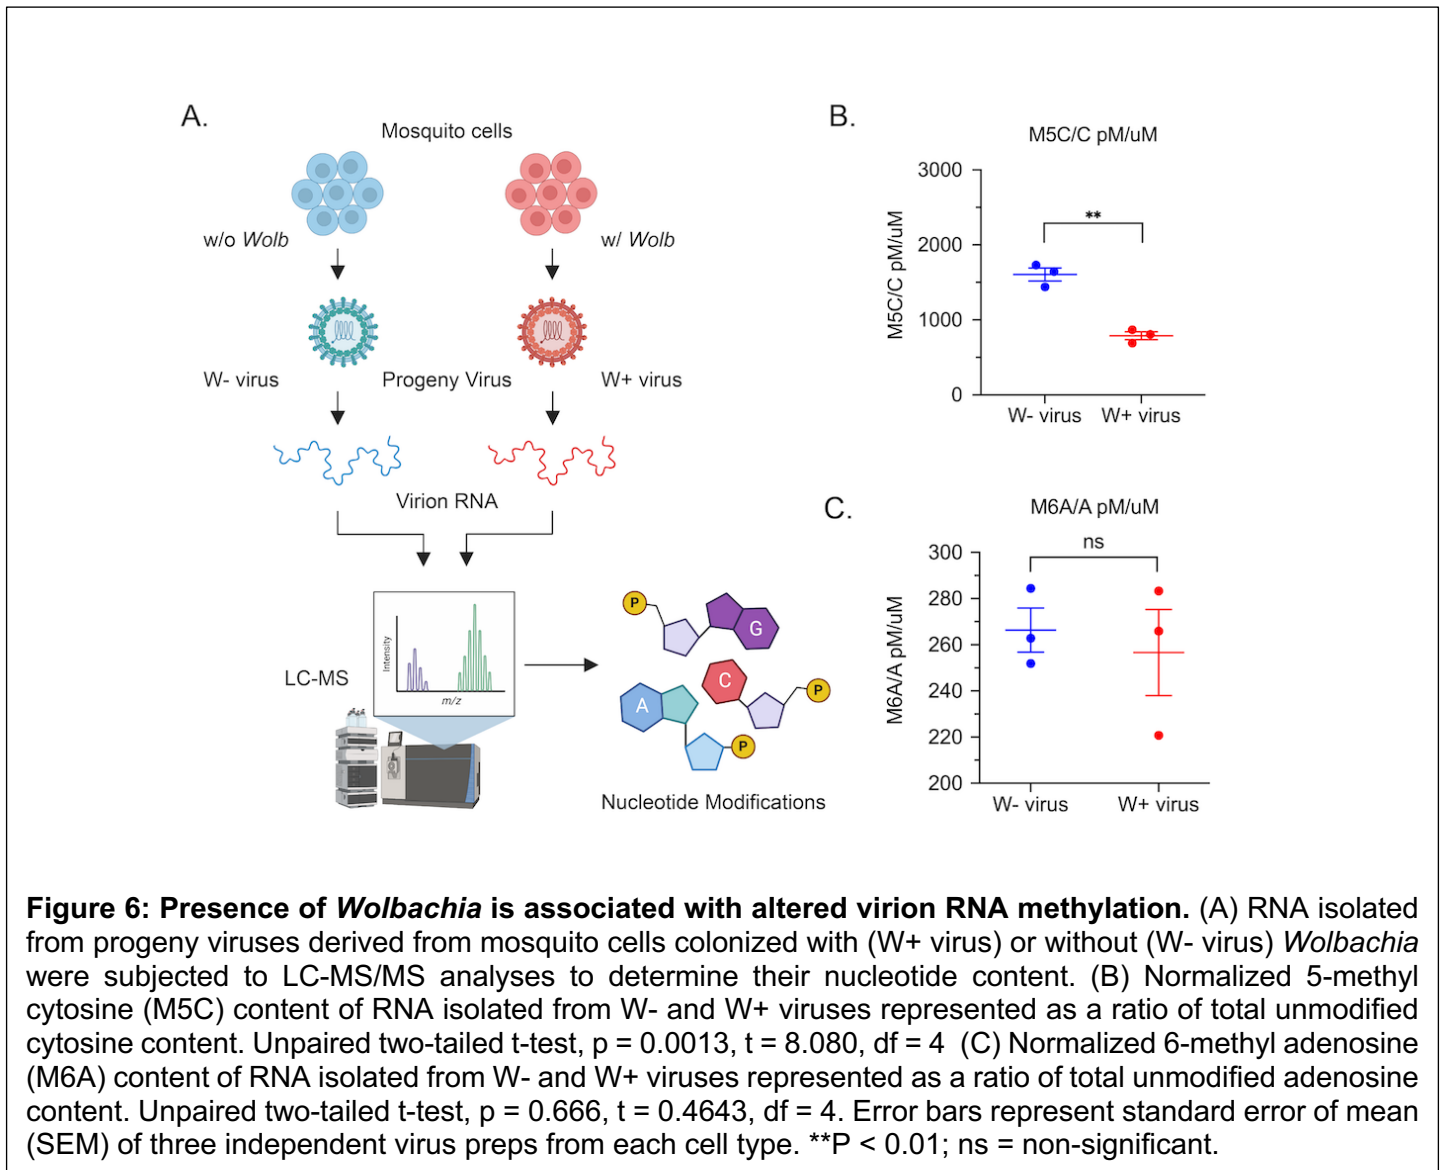 A.
Mosquito cells
w/o Wolb
w/ Wolb
W- virus
Progeny Virus
W+ virus
Virion RNA
LC-MS
Intensity
m/z
P
G
C
P
A
P
Nucleotide Modifications
B.
M5C/C pM/uM
M5C/C pM/uM
3000
2000
1000
0
**
W- virus
W+ virus
C.
M6A/A pM/uM
M6A/A pM/uM
300
280
260
240
220
200
ns
W- virus
W+ virus
Figure 6: Presence of Wolbachia is associated with altered virion RNA methylation. (A) RNA isolated
from progeny viruses derived from mosquito cells colonized with (W+ virus) or without (W- virus) Wolbachia
were subjected to LC-MS/MS analyses to determine their nucleotide content. (B) Normalized 5-methyl
cytosine (M5C) content of RNA isolated from W- and W+ viruses represented as a ratio of total unmodified
cytosine content. Unpaired two-tailed t-test, p = 0.0013, t = 8.080, df = 4 (C) Normalized 6-methyl adenosine
(M6A) content of RNA isolated from W- and W+ viruses represented as a ratio of total unmodified adenosine
content. Unpaired two-tailed t-test, p = 0.666, t = 0.4643, df = 4. Error bars represent standard error of mean
(SEM) of three independent virus preps from each cell type. **P < 0.01; ns = non-significant.